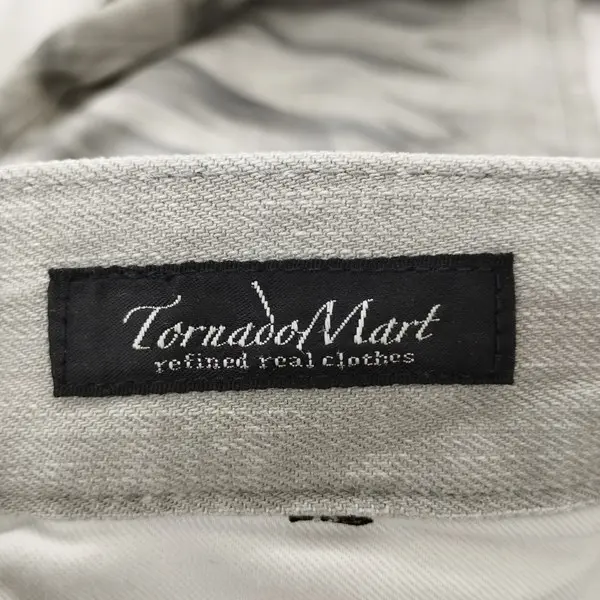 TornadoMart
refined real clothes